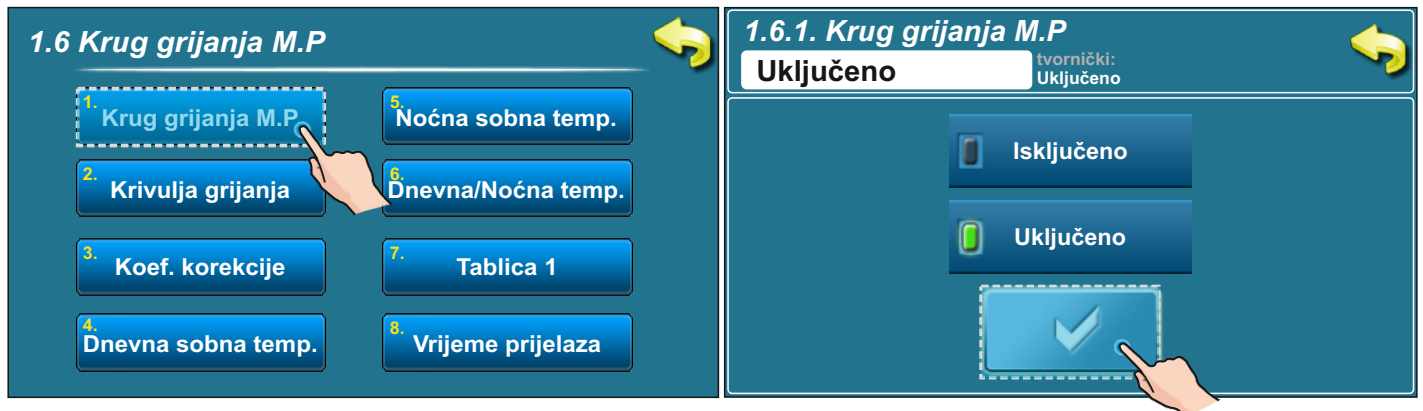 1.6 Krug grijanja M.P
1.
Krug grijanja M.P
2.
Krivulja grijanja
3.
Koef. korekcije
4.
Dnevna sobna temp.
5.
Noćna sobna temp.
6.
Dnevna/Noćna temp.
7.
Tablica 1
8.
Vrijeme prijelaza
1.6.1. Krug grijanja M.P
Uključeno
tvornički:
Uključeno
Isključeno
Uključeno